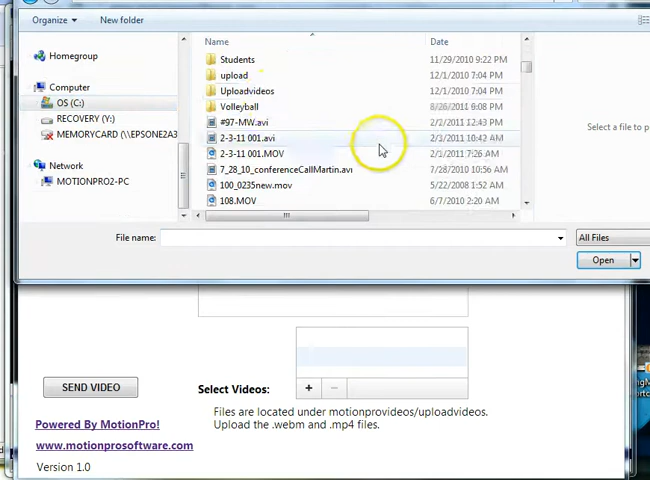 Organize New folder
Name Date
Homegroup
Computer
OS (C:)
RECOVERY (Y:)
MEMORYCARD (\\EPSONE2A3
Network
MOTIONPRO2-PC
Students 11/29/2010 9:22 PM
upload 12/1/2010 7:04 PM
Uploadvideos 12/1/2010 7:04 PM
Volleyball 8/26/2010 9:08 PM
#97-MW.avi 2/2/2011 12:43 PM
2-3-11 001.avi 2/3/2011 10:42 AM
2-3-11 001.MOV 2/3/2011 7:26 AM
7_28_10_conferenceCallMartin.avi 7/28/2010 10:56 AM
100_0235new.mov 5/22/2008 1:52 AM
108.MOV 6/7/2010 2:20 AM
Select a file to p
File name: All Files
Open
SEND VIDEO
Select Videos: + −
Files are located under motionprovideos/uploadvideos.
Upload the .webm and .mp4 files.
Powered By MotionPro!
www.motionprosoftware.com
Version 1.0